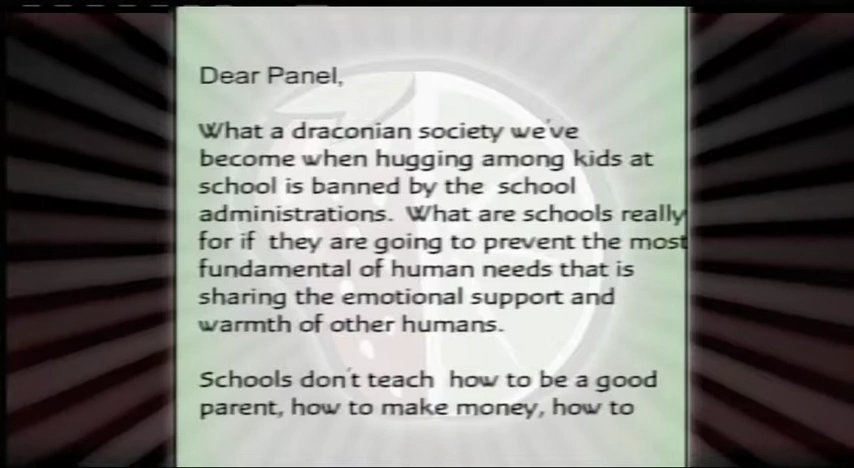 Dear Panel,
What a draconian society we've
become when hugging among kids at
school is banned by the school
administrations. What are schools really
for if they are going to prevent the most
fundamental of human needs that is
sharing the emotional support and
warmth of other humans.
Schools don't teach how to be a good
parent, how to make money, how to